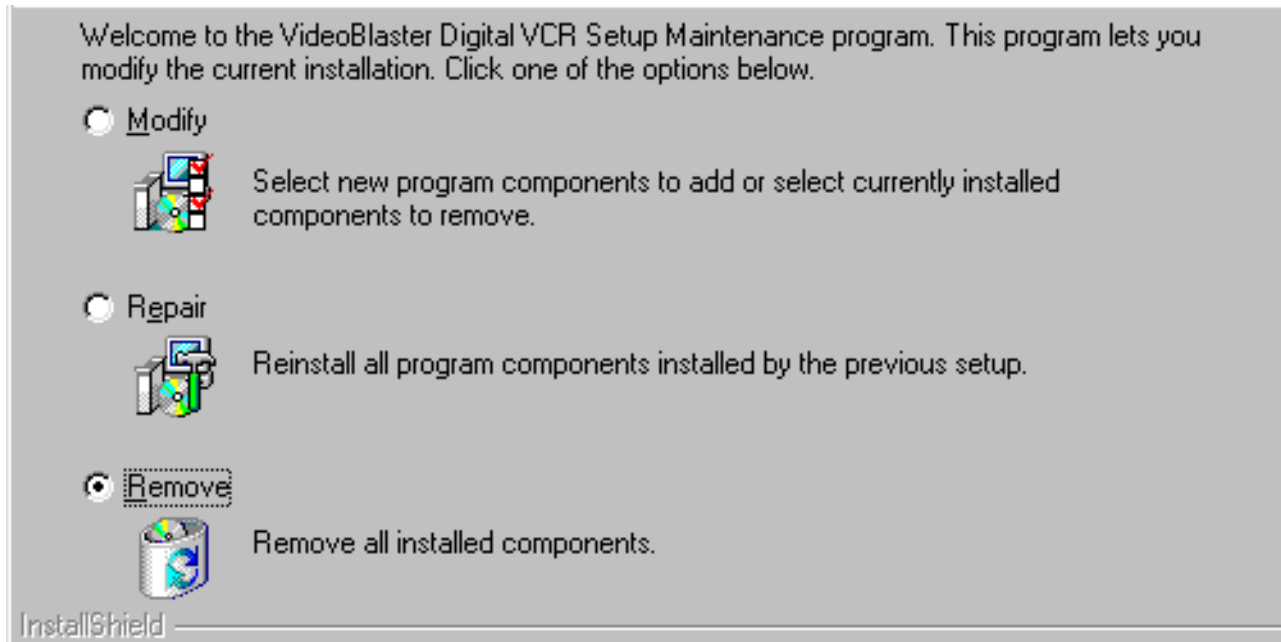 Welcome to the VideoBlaster Digital VCR Setup Maintenance program. This program lets you
modify the current installation. Click one of the options below.
Modify
Select new program components to add or select currently installed
components to remove.
Repair
Reinstall all program components installed by the previous setup.
Remove
Remove all installed components.
InstallShield